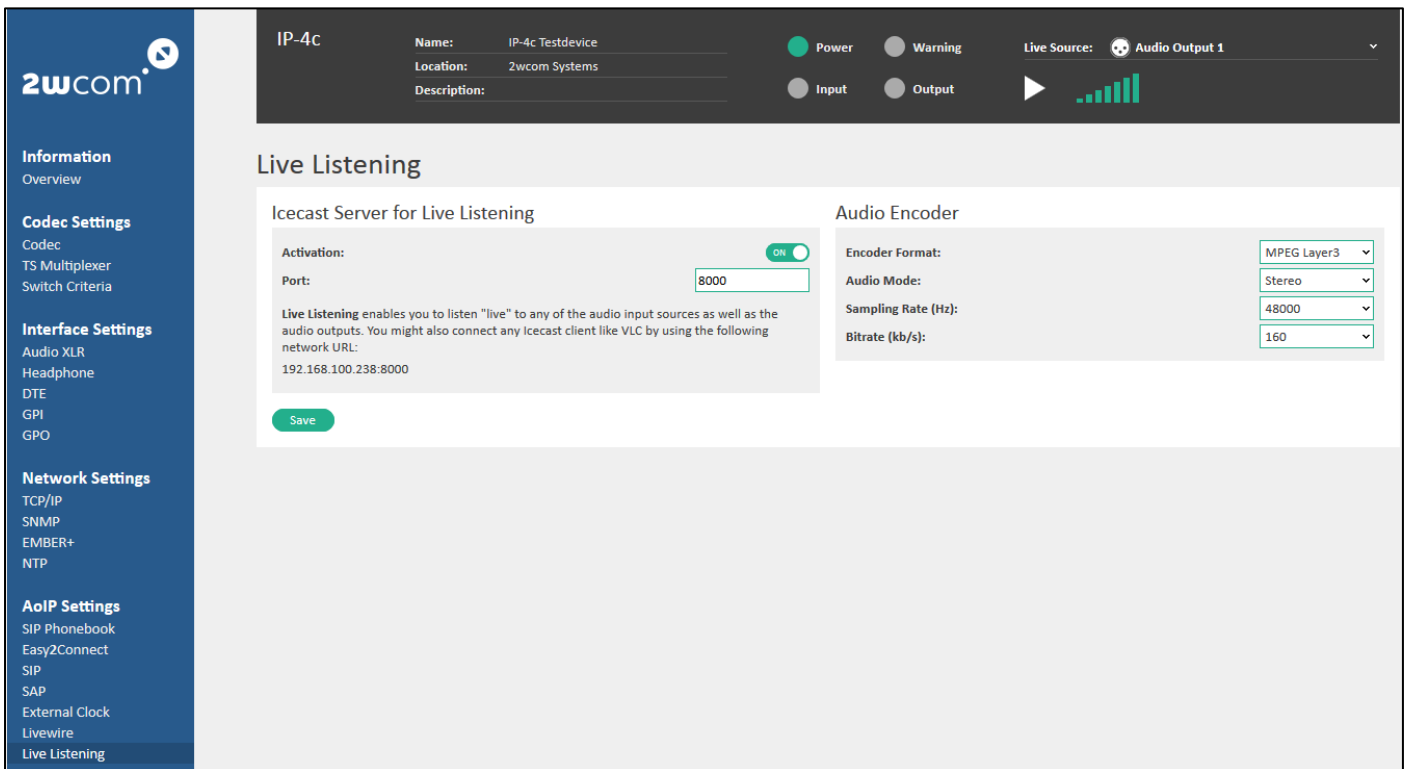 2wcom
Information
Overview
Codec Settings
Codec
TS Multiplexer
Switch Criteria
Interface Settings
Audio XLR
Headphone
DTE
GPI
GPO
Network Settings
TCP/IP
SNMP
EMBER+
NTP
AoIP Settings
SIP Phonebook
Easy2Connect
SIP
SAP
External Clock
Livewire
Live Listening
IP-4c
Name: IP-4c Testdevice
Location: 2wcom Systems
Description:
Power Warning
Input Output
Live Source: Audio Output 1
Live Listening
Icecast Server for Live Listening
Activation: ON
Port: 8000
Live Listening enables you to listen "live" to any of the audio input sources as well as the
audio outputs. You might also connect any Icecast client like VLC by using the following
network URL:
192.168.100.238:8000
Save
Audio Encoder
Encoder Format: MPEG Layer3
Audio Mode: Stereo
Sampling Rate (Hz): 48000
Bitrate (kb/s): 160